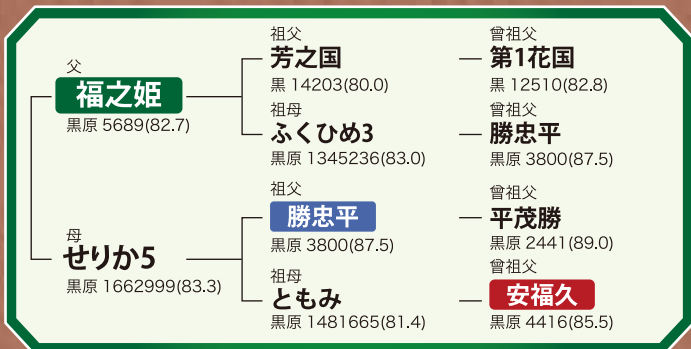 父
福之姫
黒原 5689(82.7)
祖父
芳之国
黒 14203(80.0)
曾祖父
第1花国
黒 12510(82.8)
祖母
ふくひめ3
黒原 1345236(83.0)
曾祖父
勝忠平
黒原 3800(87.5)
母
せりか5
黒原 1662999(83.3)
祖父
勝忠平
黒原 3800(87.5)
曾祖父
平茂勝
黒原 2441(89.0)
祖母
ともみ
黒原 1481665(81.4)
曾祖父
安福久
黒原 4416(85.5)